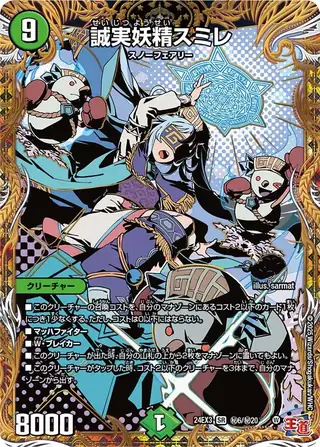 9
せいじつようせい
誠実妖精スミレ
スノーフェアリー
illus. sarmat
クリーチャー
■このクリーチャーの召喚コストを、自分のマナゾーンにあるコスト2以下のカード1枚につき1少なくする。ただし、コストは0以下にはならない。
■マッハファイター
■W・ブレイカー
■このクリーチャーが出た時、自分の山札の上から2枚をマナゾーンに置いてもよい。
■このクリーチャーがタップした時、コスト2以下のクリーチャーを3体まで、自分のマナゾーンから出す。
8000
1
24EX3 SR
王道